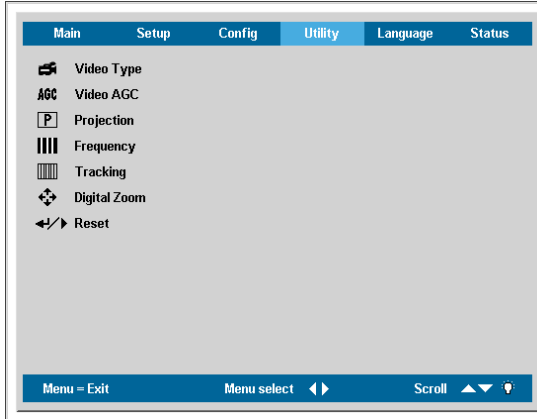 Main Setup Config Utility Language Status
Video Type
AGC Video AGC
P Projection
Frequency
Tracking
Digital Zoom
Reset
Menu = Exit Menu select Scroll